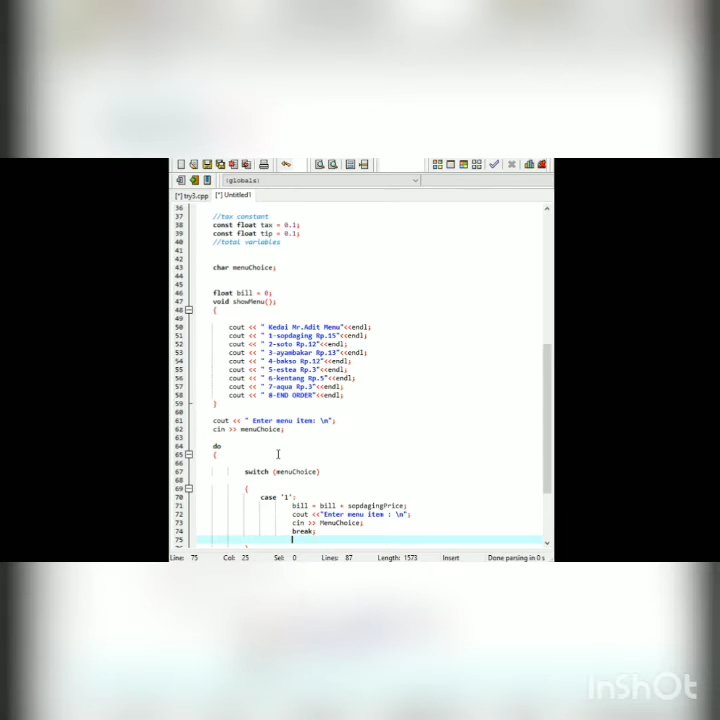 (globals)
[*] try3.cpp [*] Untitled1
36
37 //tax constant
38 const float tax = 0.1;
39 const float tip = 0.1;
40 //total variables
41
42
43 char menuChoice;
44
45
46 float bill = 0;
47 void showMenu();
48 {
49
50 cout << " Kedai Mr.Adit Menu"<<endl;
51 cout << " 1-sopdaging Rp.15"<<endl;
52 cout << " 2-soto Rp.12"<<endl;
53 cout << " 3-ayambakar Rp.13"<<endl;
54 cout << " 4-bakso Rp.12"<<endl;
55 cout << " 5-estea Rp.3"<<endl;
56 cout << " 6-kentang Rp.5"<<endl;
57 cout << " 7-aqua Rp.3"<<endl;
58 cout << " 8-END ORDER"<<endl;
59 }
60
61 cout << " Enter menu item: \n";
62 cin >> menuChoice;
63
64 do
65 {
66
67 switch (menuChoice)
68
69 {
70 case '1':
71 bill = bill + sopdagingPrice;
72 cout <<"Enter menu item : \n";
73 cin >> MenuChoice;
74 break;
75
76 }
Line: 75 Col: 25 Sel: 0 Lines: 87 Length: 1573 Insert Done parsing in 0 s
InShOt